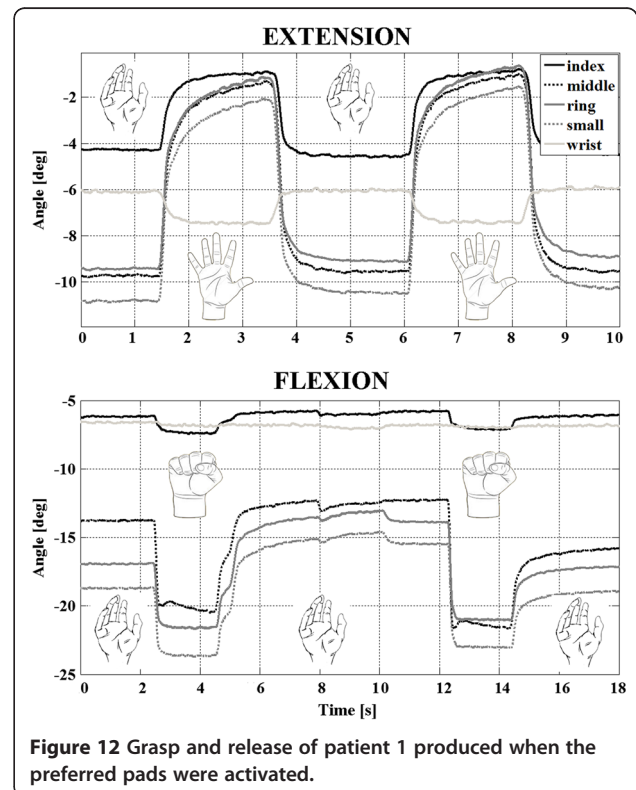 EXTENSION
index
middle
ring
small
wrist
Angle [deg]
-2
-4
-6
-8
-10
0 1 2 3 4 5 6 7 8 9 10
FLEXION
Angle [deg]
-5
-10
-15
-20
-25
0 2 4 6 8 10 12 14 16 18
Time [s]
Figure 12 Grasp and release of patient 1 produced when the
preferred pads were activated.